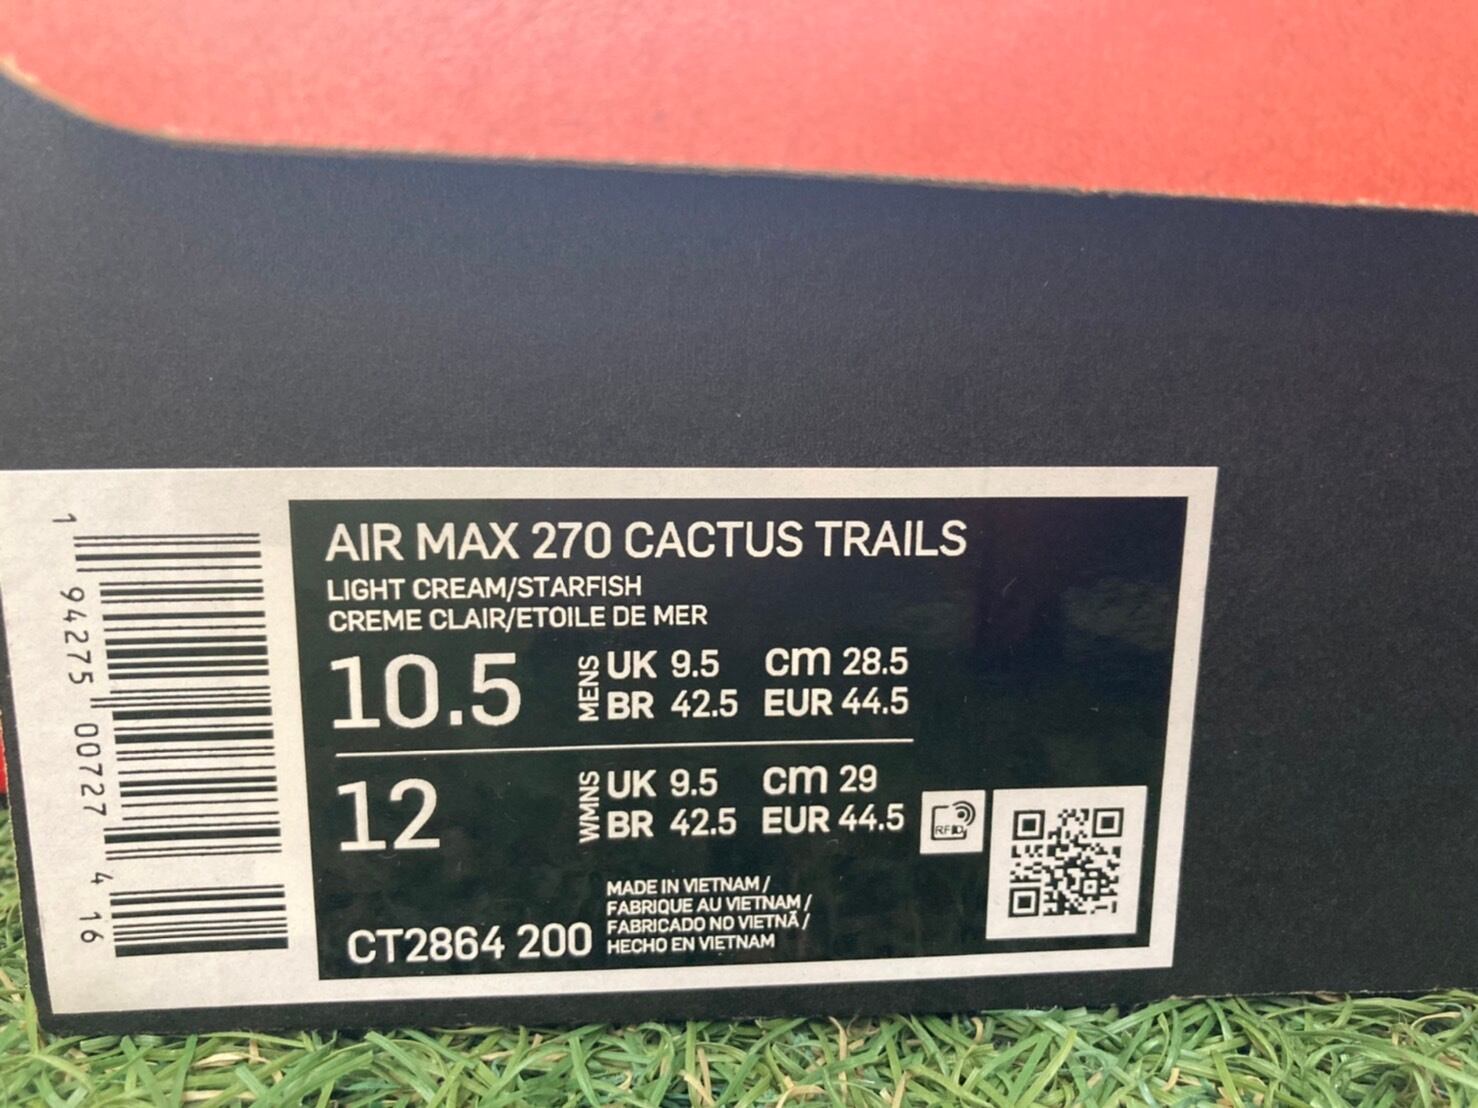 AIR MAX 270 CACTUS TRAILS
LIGHT CREAM/STARFISH
CREME CLAIR/ETOILE DE MER
10.5 MENS UK 9.5 cm 28.5
BR 42.5 EUR 44.5
12 WMNS UK 9.5 cm 29
BR 42.5 EUR 44.5
RFID
MADE IN VIETNAM /
FABRIQUE AU VIETNAM /
FABRICADO NO VIETNÃ /
HECHO EN VIETNAM
CT2864 200
1 94275 00727 4 16